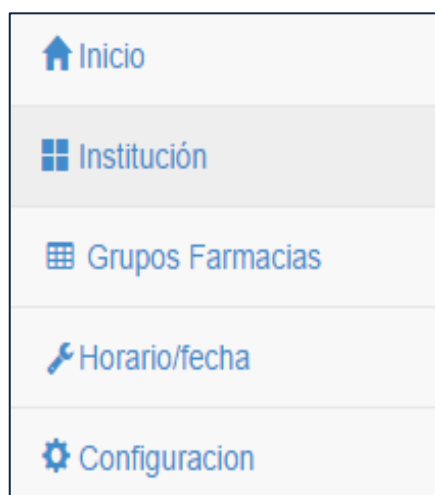 Inicio
Institución
Grupos Farmacias
Horario/fecha
Configuracion